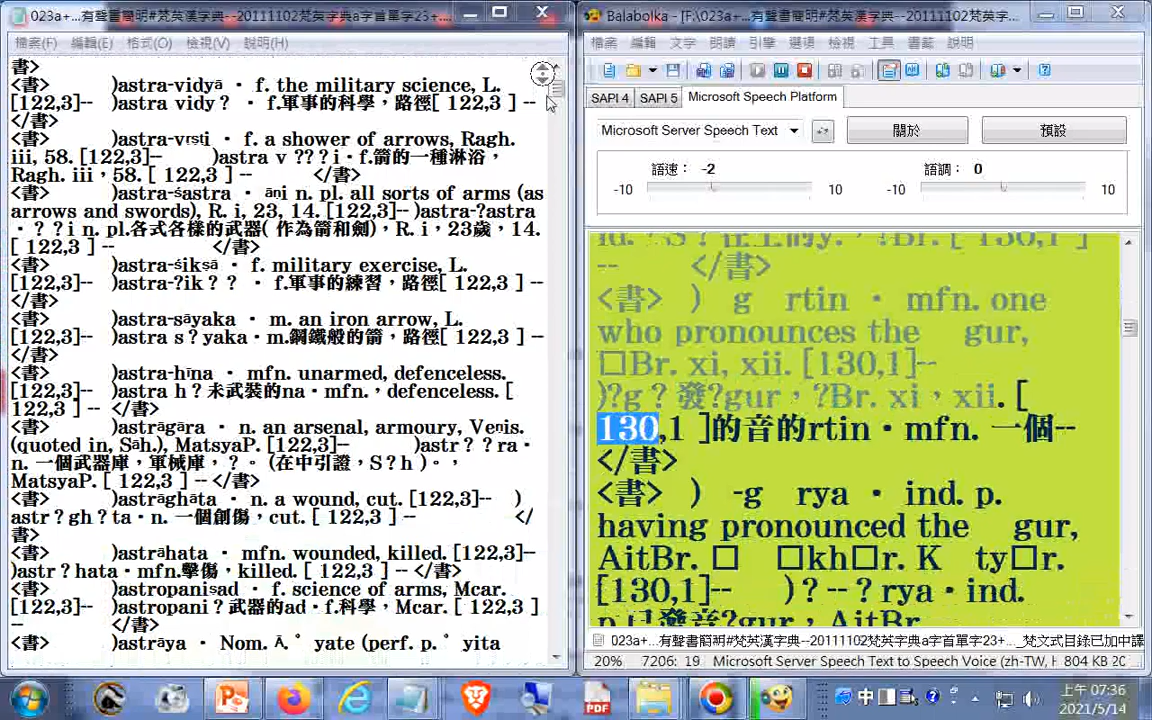 023a+...有聲書簡明#梵英漢字典--20111102梵英字典a字首單字23+...
檔案(F) 編輯(E) 格式(O) 檢視(V) 說明(H)
書>
<書> )astra-vidyā · f. the military science, L.
[122,3]-- )astra vidy？ · f.軍事的科學，路徑[ 122,3 ] --
</書>
<書> )astra-vṛṣṭi · f. a shower of arrows, Ragh.
iii, 58. [122,3]-- )astra v ???i·f.箭的一種淋浴，
Ragh. iii，58. [ 122,3 ] -- </書>
<書> )astra-śastra · āṇi n. pl. all sorts of arms (as
arrows and swords), R. i, 23, 14. [122,3]-- )astra-?astra
· ？？i n. pl.各式各樣的武器( 作為箭和劍)，R. i，23歲，14.
[ 122,3 ] -- </書>
<書> )astra-śikṣā · f. military exercise, L.
[122,3]-- )astra-?ik？？ · f.軍事的練習，路徑[ 122,3 ] --
</書>
<書> )astra-sāyaka · m. an iron arrow, L.
[122,3]-- )astra s？yaka·m.鋼鐵般的箭，路徑[ 122,3 ] --
</書>
<書> )astra-hīna · mfn. unarmed, defenceless.
[122,3]-- )astra h？未武裝的na·mfn.，defenceless. [
122,3 ] -- </書>
<書> )astrāgāra · n. an arsenal, armoury, Veṇis.
(quoted in, Sāh.), MatsyaP. [122,3]-- )astr？？ra·
n. 一個武器庫，軍械庫，？。(在中引證，S？h )。，
MatsyaP. [ 122,3 ] -- </書>
<書> )astrāghāta · n. a wound, cut. [122,3]-- )
astr？gh？ta·n. 一個創傷，cut. [ 122,3 ] -- </
書>
<書> )astrāhata · mfn. wounded, killed. [122,3]--
)astr？hata·mfn.擊傷，killed. [ 122,3 ] -- </書>
<書> )astropaniṣad · f. science of arms, Mcar.
[122,3]-- )astropani？武器的ad·f.科學，Mcar. [ 122,3 ]
-- </書>
<書> )astrāya · Nom. Ā. ° yate (perf. p. ° yita
Balabolka - [F:\023a+...有聲書簡明#梵英漢字典--20111102梵英字...
檔案 編輯 文字 朗讀 引擎 選項 檢視 工具 書籤 說明
SAPI 4 SAPI 5 Microsoft Speech Platform
Microsoft Server Speech Text 關於 預設
語速： -2 語調： 0
-10 10 -10 10
-- </書>
<書> ) g rtin · mfn. one
who pronounces the gur,
□Br. xi, xii. [130,1]--
)?g？發?gur，?Br. xi，xii. [
130,1 ]的音的rtin·mfn. 一個--
</書>
<書> ) -g rya · ind. p.
having pronounced the gur,
AitBr. □ □kh□r. K ty□r.
[130,1]-- )？--？rya·ind.
p.已發音?gur，AitBr.
023a+...有聲書簡明#梵英漢字典--20111102梵英字典a字首單字23+..._梵文式目錄已加中譯
20% 7206: 19 Microsoft Server Speech Text to Speech Voice (zh-TW, H 804 KB 20
中
上午 07:36
2021/5/14